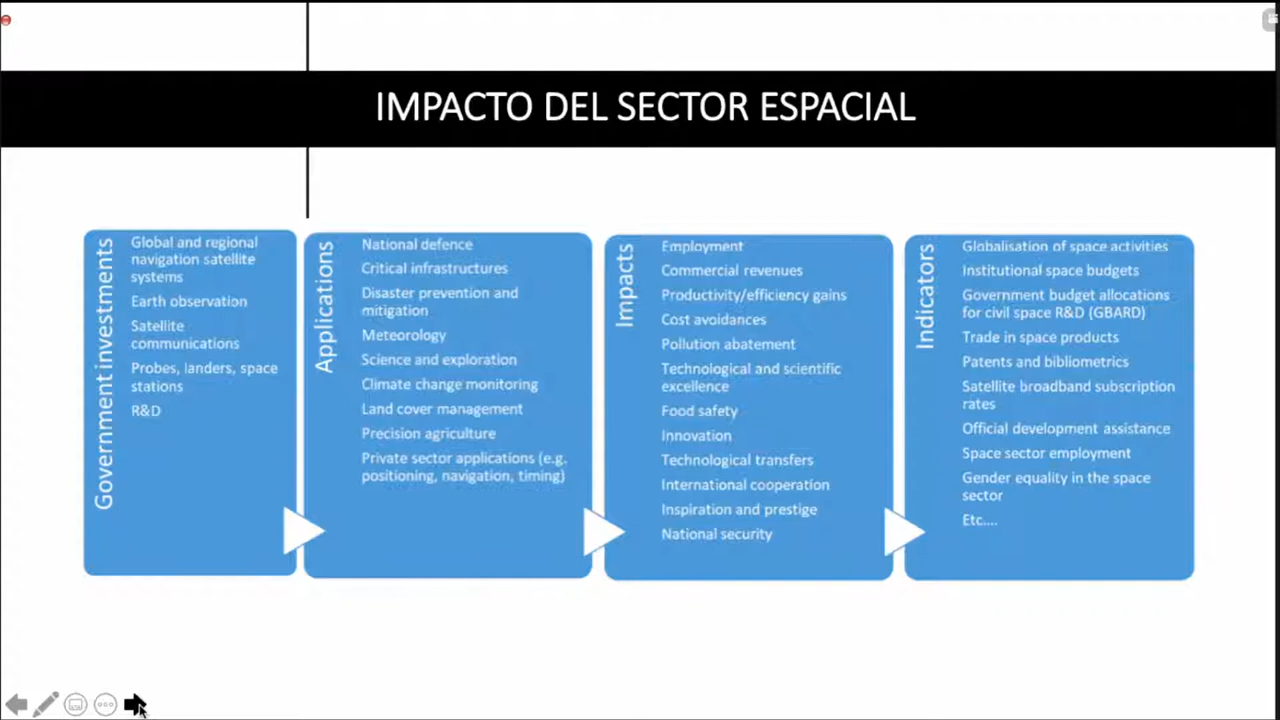 IMPACTO DEL SECTOR ESPACIAL
Government investments
Global and regional
navigation satellite
systems
Earth observation
Satellite
communications
Probes, landers, space
stations
R&D
Applications
National defence
Critical infrastructures
Disaster prevention and
mitigation
Meteorology
Science and exploration
Climate change monitoring
Land cover management
Precision agriculture
Private sector applications (e.g.
positioning, navigation, timing)
Impacts
Employment
Commercial revenues
Productivity/efficiency gains
Cost avoidances
Pollution abatement
Technological and scientific
excellence
Food safety
Innovation
Technological transfers
International cooperation
Inspiration and prestige
National security
Indicators
Globalisation of space activities
Institutional space budgets
Government budget allocations
for civil space R&D (GBARD)
Trade in space products
Patents and bibliometrics
Satellite broadband subscription
rates
Official development assistance
Space sector employment
Gender equality in the space
sector
Etc....